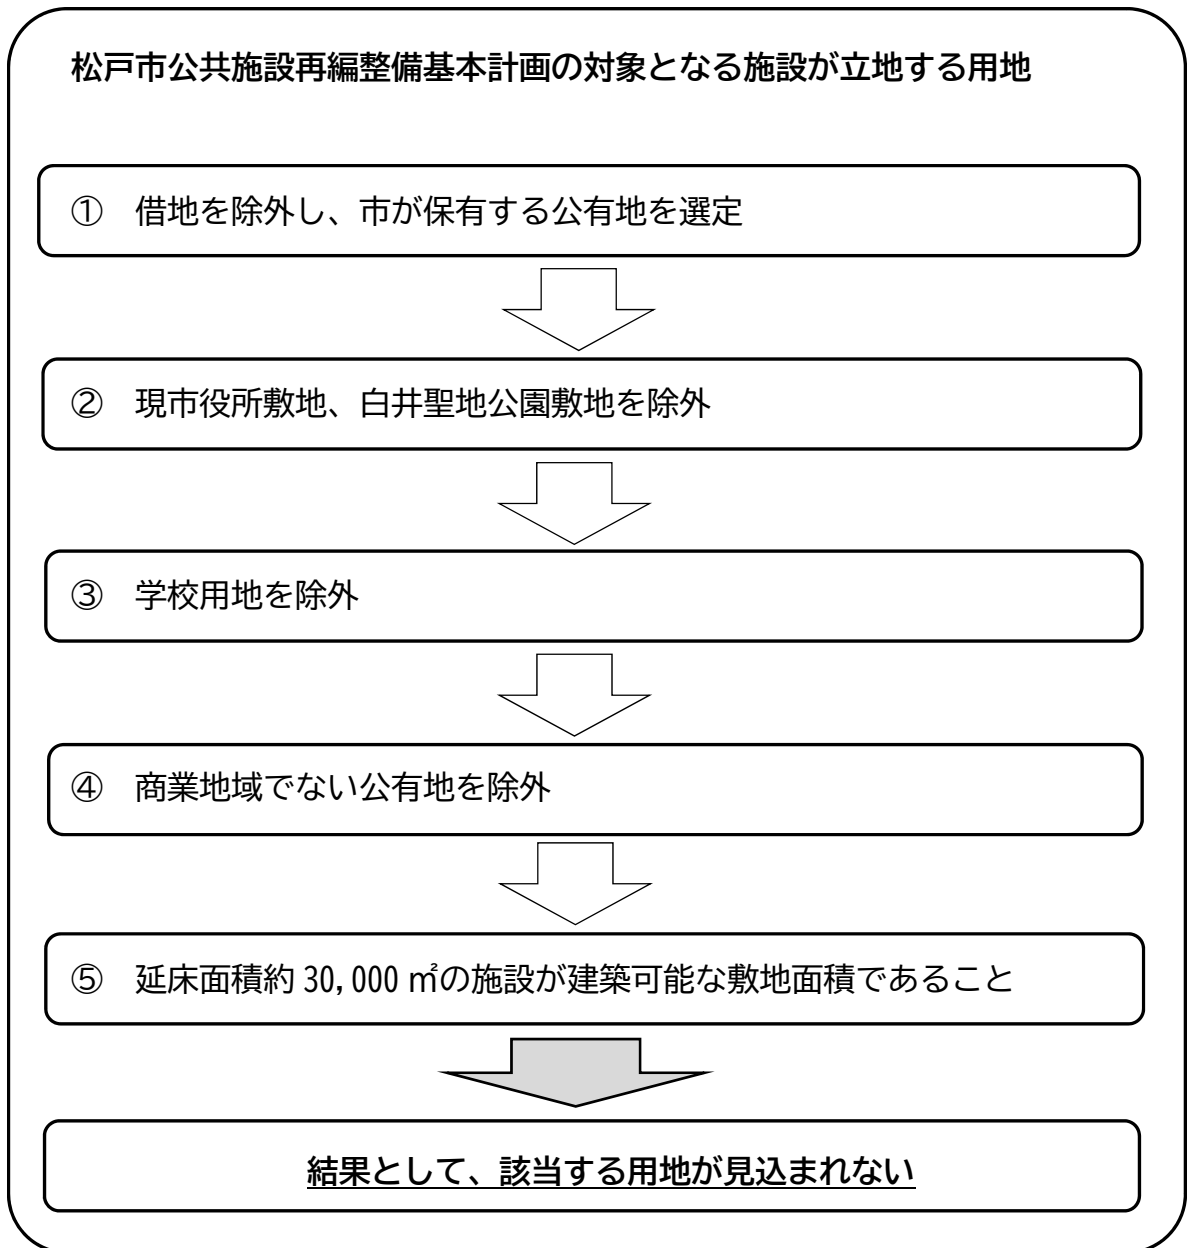 松戸市公共施設再編整備基本計画の対象となる施設が立地する用地
① 借地を除外し、市が保有する公有地を選定
② 現市役所敷地、白井聖地公園敷地を除外
③ 学校用地を除外
④ 商業地域でない公有地を除外
⑤ 延床面積約 30,000 ㎡の施設が建築可能な敷地面積であること
結果として、該当する用地が見込まれない